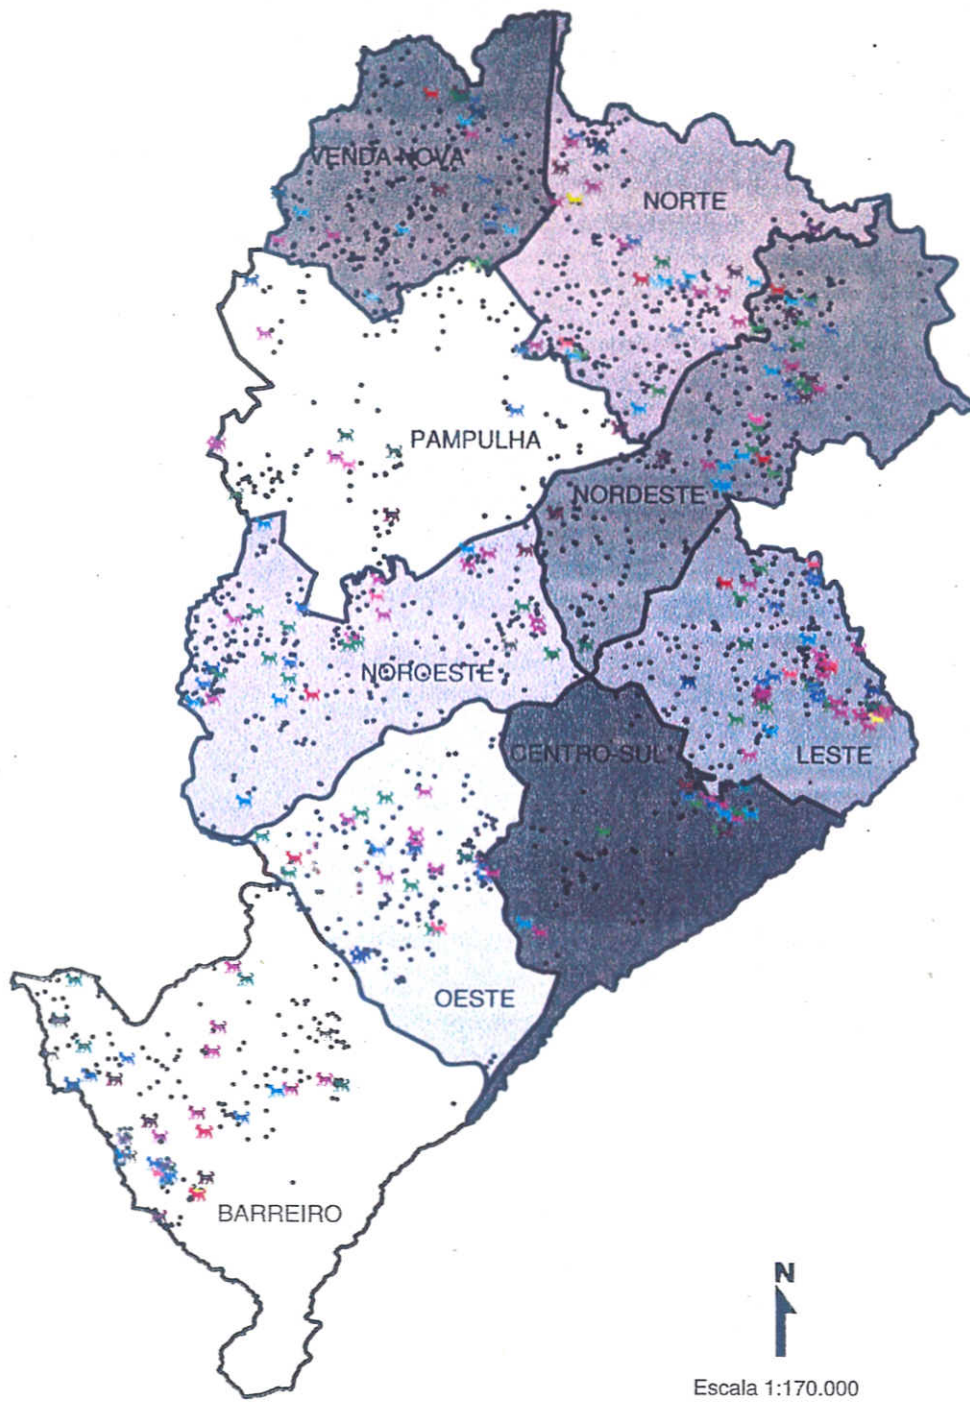 VENDA NOVA
NORTE
PAMPULHA
NORDESTE
NOROESTE
CENTRO-SUL
LESTE
OESTE
BARREIRO
N
Escala 1:170.000